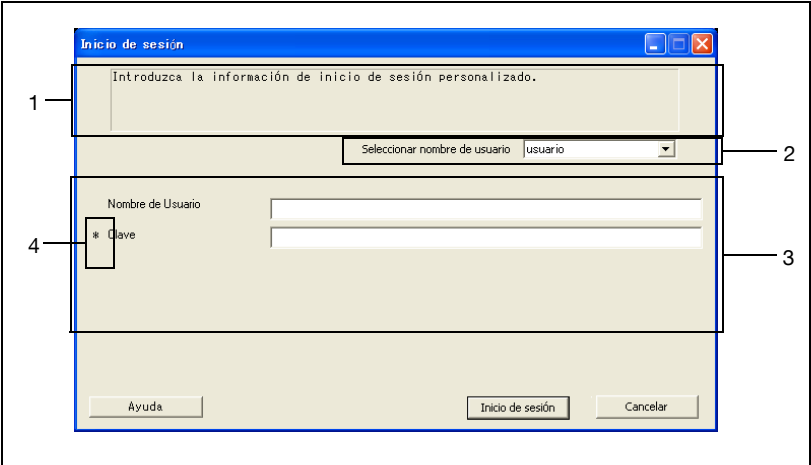 Inicio de sesión
1
Introduzca la información de inicio de sesión personalizado.
Seleccionar nombre de usuario usuario
2
Nombre de Usuario
4
* Clave
3
Ayuda Inicio de sesión Cancelar